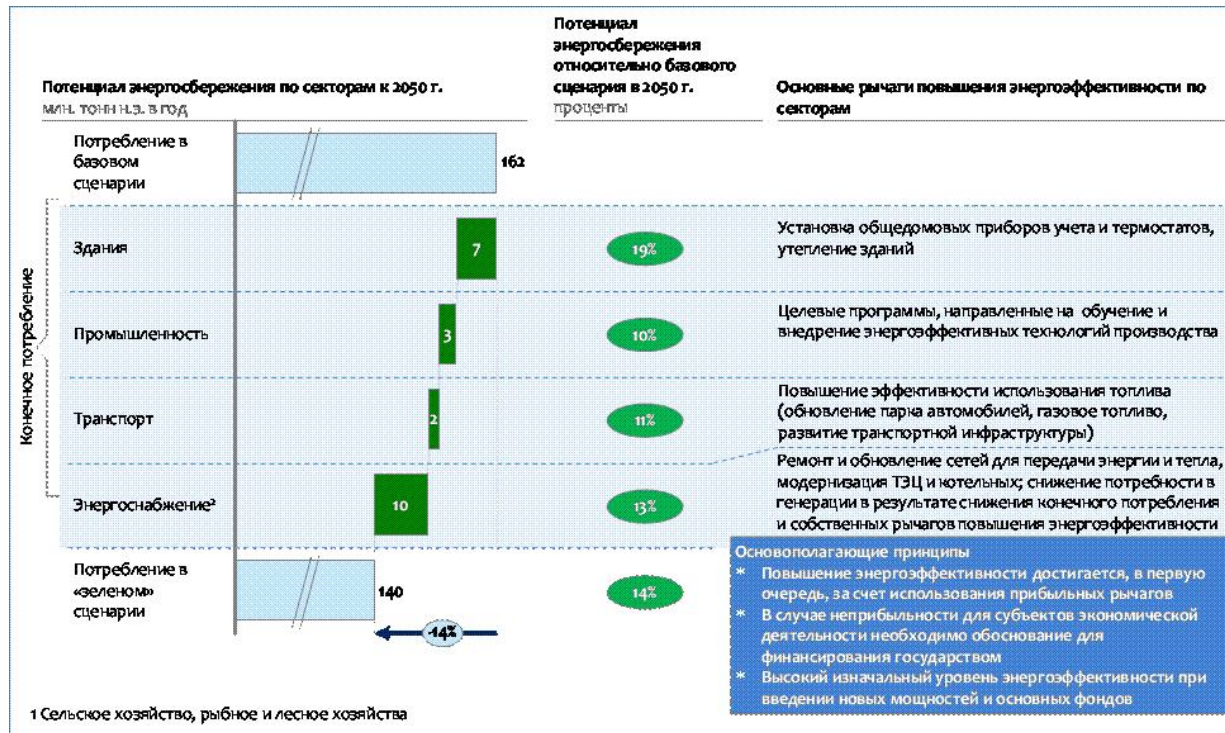 Потенциал энергосбережения по секторам к 2050 г.
млн. тонн н.э. в год
Потенциал
энергосбережения
относительно базового
сценария в 2050 г.
проценты
Основные рычаги повышения энергоэффективности по
секторам
Потребление в
базовом
сценарии
162
Конечное потребление
Здания
7
19%
Установка общедомовых приборов учета и термостатов,
утепление зданий
Промышленность
3
10%
Целевые программы, направленные на обучение и
внедрение энергоэффективных технологий производства
Транспорт
2
11%
Повышение эффективности использования топлива
(обновление парка автомобилей, газовое топливо,
развитие транспортной инфраструктуры)
Энергоснабжение²
10
13%
Ремонт и обновление сетей для передачи энергии и тепла,
модернизация ТЭЦ и котельных; снижение потребности в
генерации в результате снижения конечного потребления
и собственных рычагов повышения энергоэффективности
Потребление в
«зеленом»
сценарии
140
14%
-14%
Основополагающие принципы
* Повышение энергоэффективности достигается, в первую
очередь, за счет использования прибыльных рычагов
* В случае неприбыльности для субъектов экономической
деятельности необходимо обоснование для
финансирования государством
* Высокий изначальный уровень энергоэффективности при
введении новых мощностей и основных фондов
1 Сельское хозяйство, рыбное и лесное хозяйства